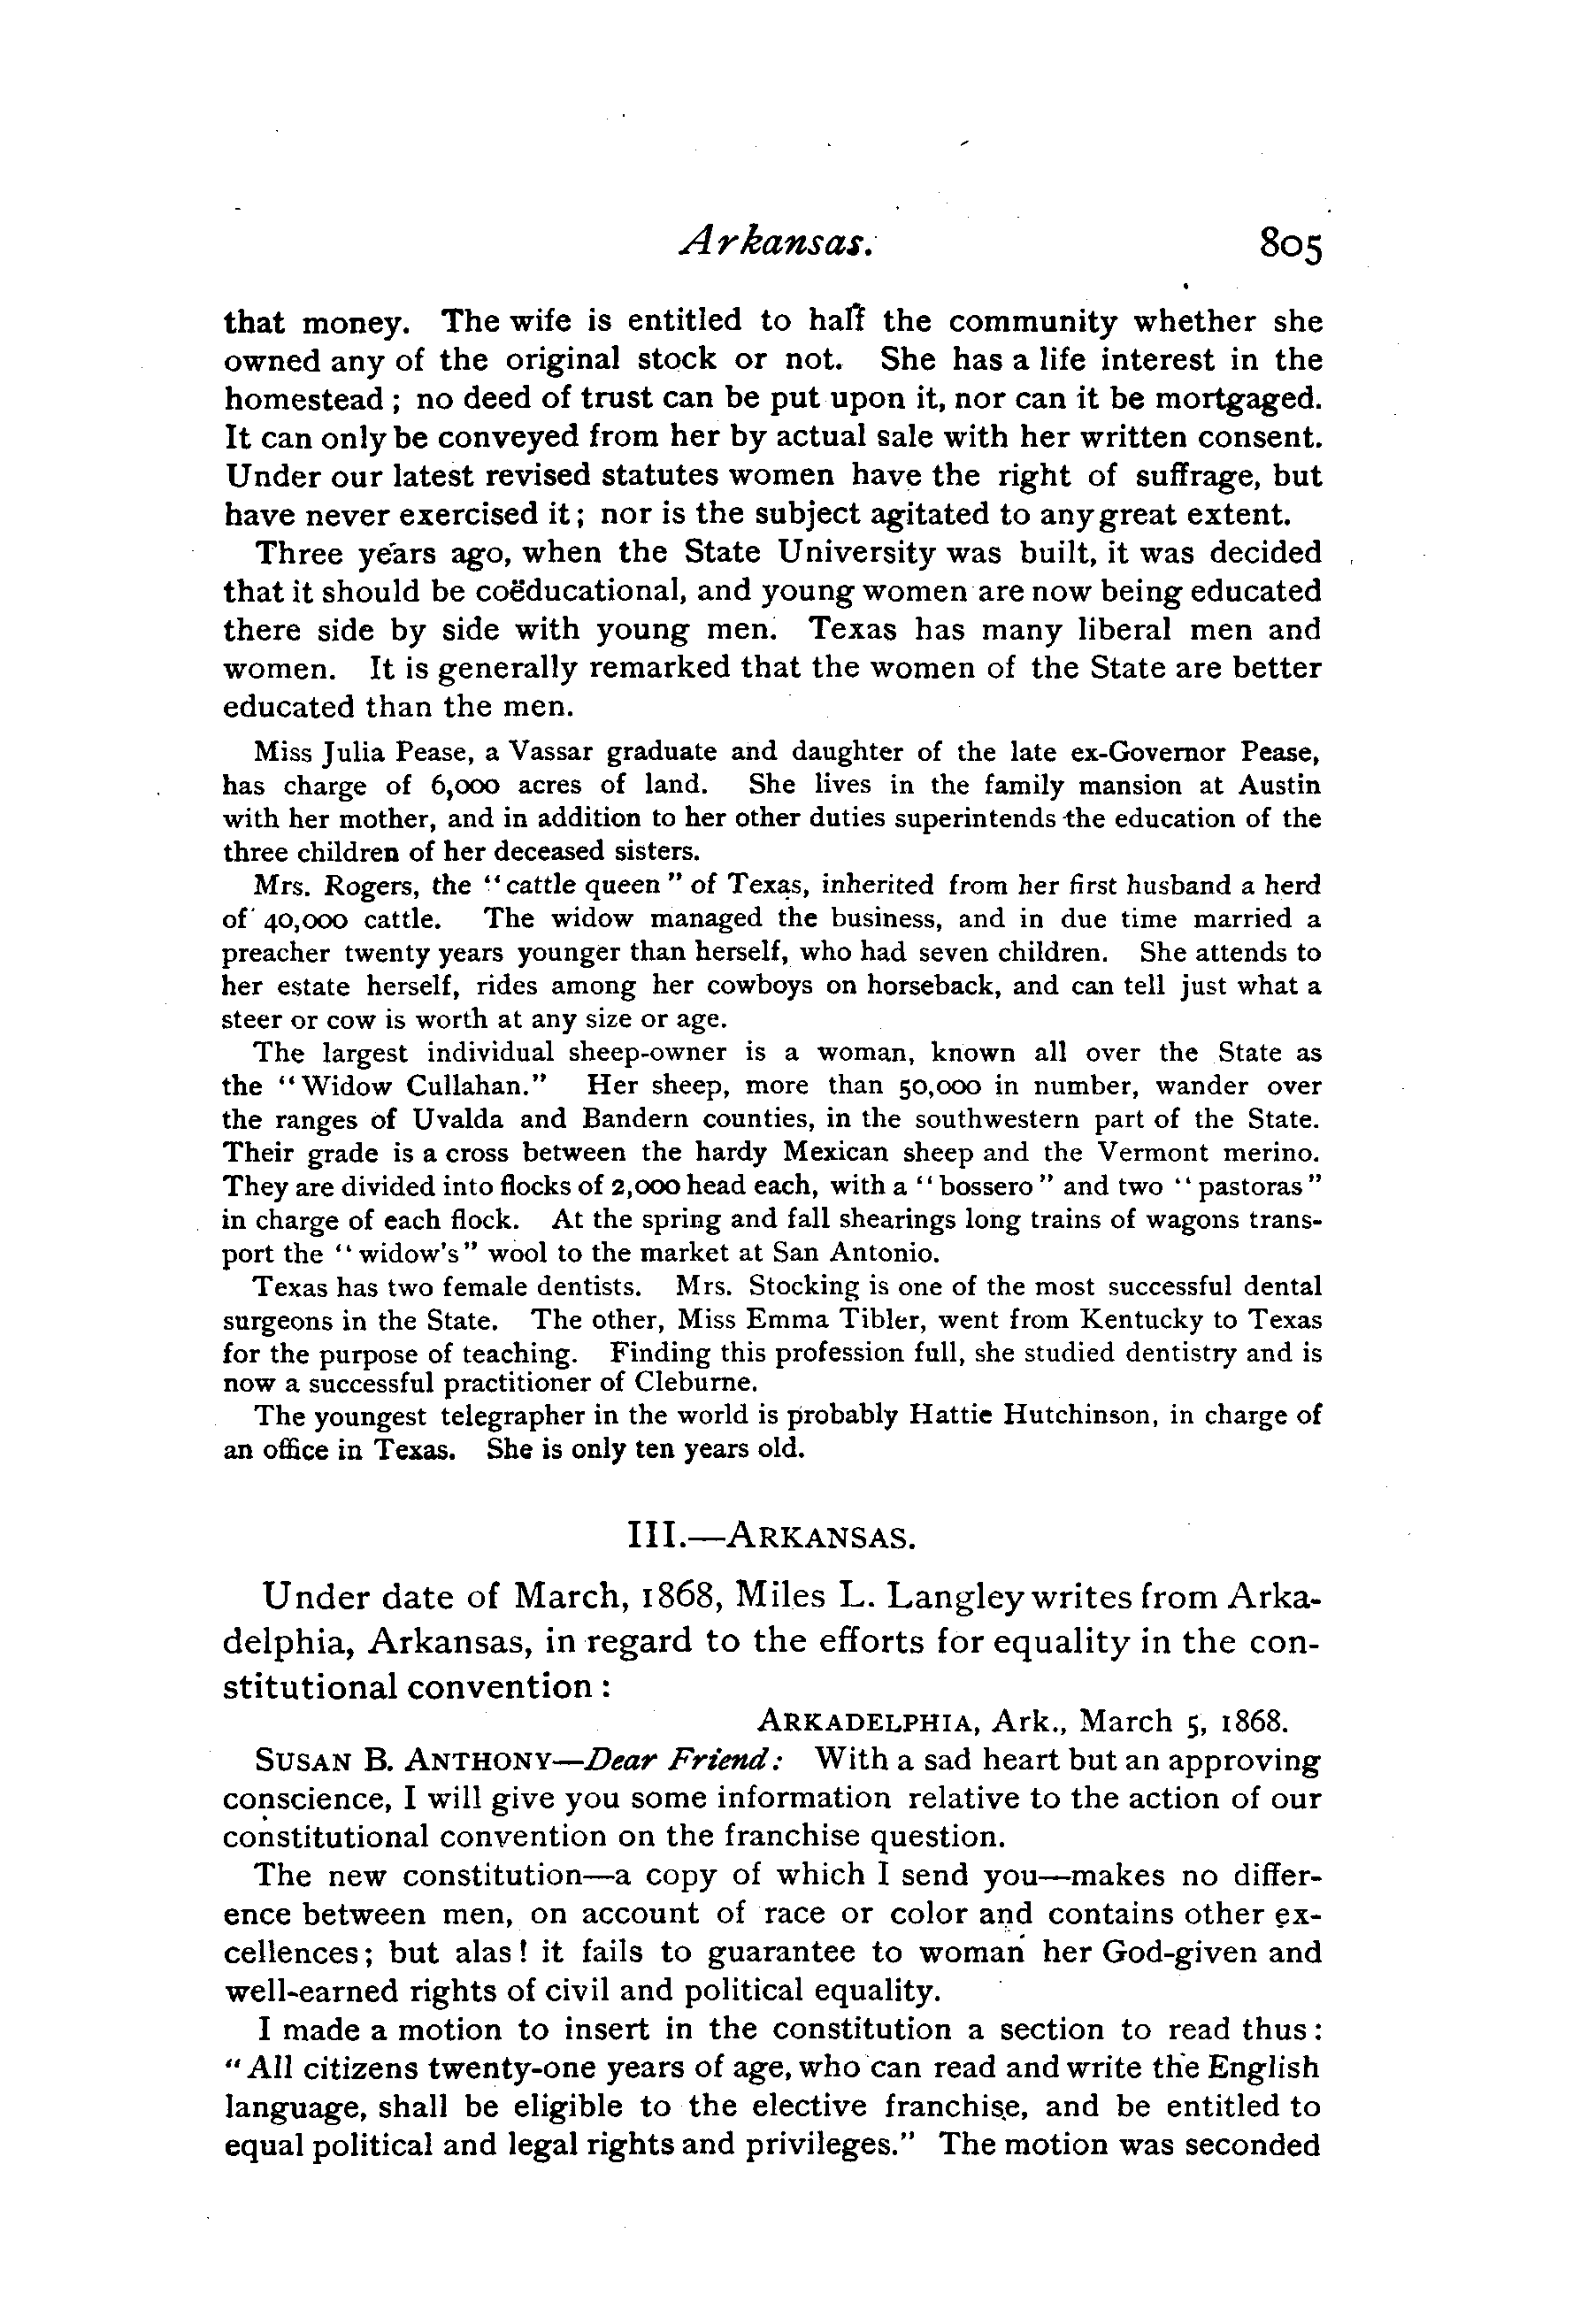 Arkansas. 805
that money. The wife is entitled to half the community whether she
owned any of the original stock or not. She has a life interest in the
homestead ; no deed of trust can be put upon it, nor can it be mortgaged.
It can only be conveyed from her by actual sale with her written consent.
Under our latest revised statutes women have the right of suffrage, but
have never exercised it; nor is the subject agitated to any great extent.
Three years ago, when the State University was built, it was decided
that it should be coëducational, and young women are now being educated
there side by side with young men. Texas has many liberal men and
women. It is generally remarked that the women of the State are better
educated than the men.
Miss Julia Pease, a Vassar graduate and daughter of the late ex-Governor Pease,
has charge of 6,000 acres of land. She lives in the family mansion at Austin
with her mother, and in addition to her other duties superintends the education of the
three children of her deceased sisters.
Mrs. Rogers, the "cattle queen" of Texas, inherited from her first husband a herd
of 40,000 cattle. The widow managed the business, and in due time married a
preacher twenty years younger than herself, who had seven children. She attends to
her estate herself, rides among her cowboys on horseback, and can tell just what a
steer or cow is worth at any size or age.
The largest individual sheep-owner is a woman, known all over the State as
the "Widow Cullahan." Her sheep, more than 50,000 in number, wander over
the ranges of Uvalda and Bandern counties, in the southwestern part of the State.
Their grade is a cross between the hardy Mexican sheep and the Vermont merino.
They are divided into flocks of 2,000 head each, with a "bossero" and two "pastoras"
in charge of each flock. At the spring and fall shearings long trains of wagons trans-
port the "widow's" wool to the market at San Antonio.
Texas has two female dentists. Mrs. Stocking is one of the most successful dental
surgeons in the State. The other, Miss Emma Tibler, went from Kentucky to Texas
for the purpose of teaching. Finding this profession full, she studied dentistry and is
now a successful practitioner of Cleburne.
The youngest telegrapher in the world is probably Hattie Hutchinson, in charge of
an office in Texas. She is only ten years old.
III.—ARKANSAS.
Under date of March, 1868, Miles L. Langley writes from Arka-
delphia, Arkansas, in regard to the efforts for equality in the con-
stitutional convention :
ARKADELPHIA, Ark., March 5, 1868.
SUSAN B. ANTHONY—Dear Friend: With a sad heart but an approving
conscience, I will give you some information relative to the action of our
constitutional convention on the franchise question.
The new constitution—a copy of which I send you—makes no differ-
ence between men, on account of race or color and contains other ex-
cellences; but alas! it fails to guarantee to woman her God-given and
well-earned rights of civil and political equality.
I made a motion to insert in the constitution a section to read thus:
"All citizens twenty-one years of age, who can read and write the English
language, shall be eligible to the elective franchise, and be entitled to
equal political and legal rights and privileges." The motion was seconded